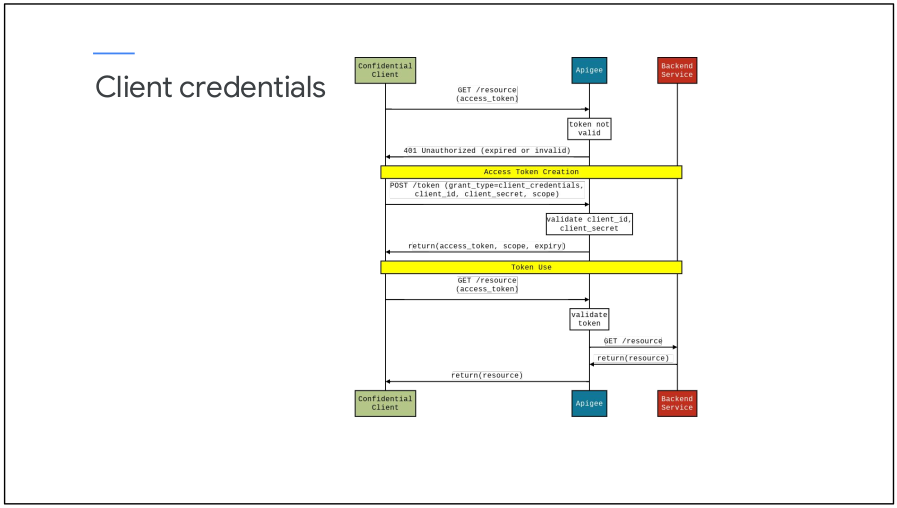 Client credentials
Confidential
Client
Apigee
Backend
Service
GET /resource
(access_token)
token not
valid
401 Unauthorized (expired or invalid)
Access Token Creation
POST /token (grant_type=client_credentials,
client_id, client_secret, scope)
validate client_id,
client_secret
return(access_token, scope, expiry)
Token Use
GET /resource
(access_token)
validate
token
GET /resource
return(resource)
return(resource)
Confidential
Client
Apigee
Backend
Service